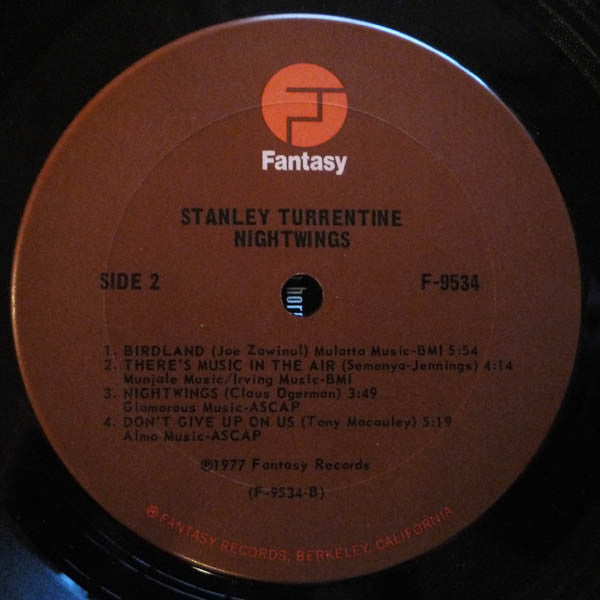 Fantasy
STANLEY TURRENTINE
NIGHTWINGS
SIDE 2
F-9534
hor
1. BIRDLAND (Joe Zawinul) Mulatta Music-BMI 5:54
2. THERE'S MUSIC IN THE AIR (Semenya-Jennings) 4:14
Munjale Music/Irving Music-BMI
3. NIGHTWINGS (Claus Ogerman) 3:49
Glamorous Music-ASCAP
4. DON'T GIVE UP ON US (Tony Macauley) 5:19
Almo Music-ASCAP
℗1977 Fantasy Records
(F-9534-B)
® FANTASY RECORDS, BERKELEY, CALIFORNIA